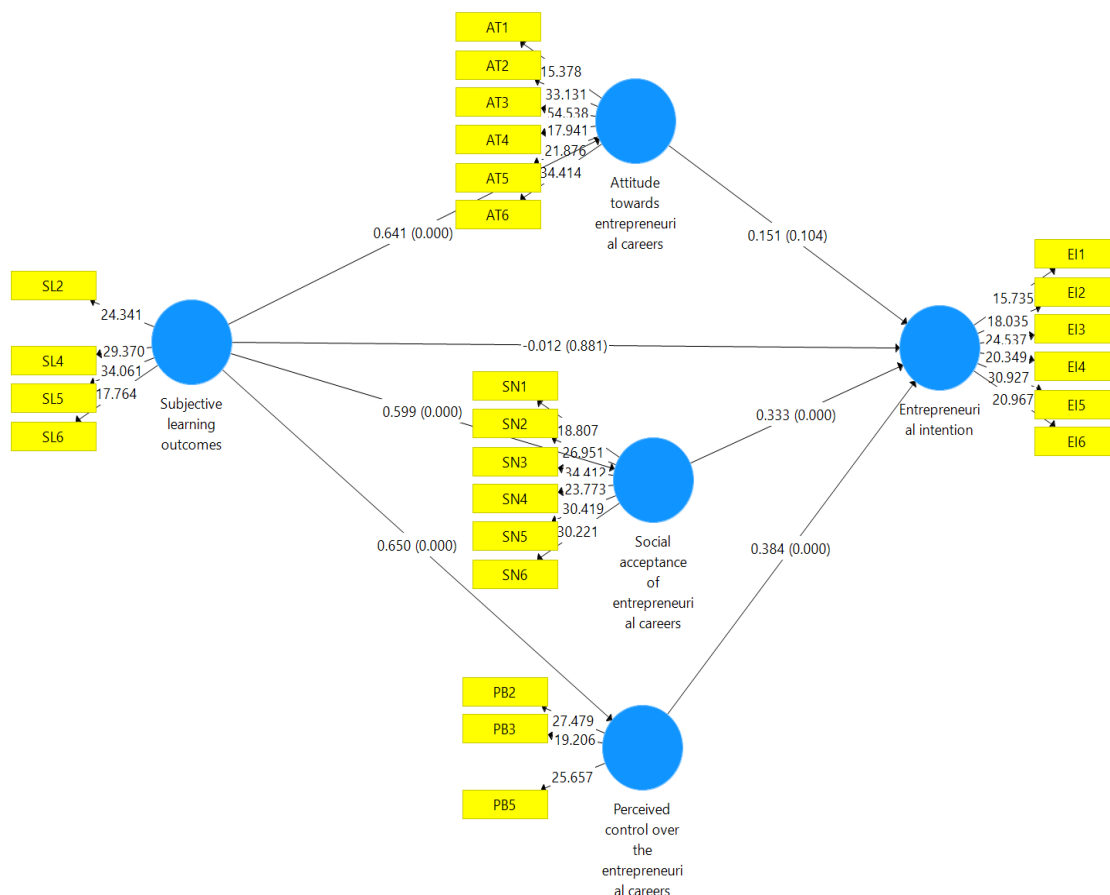 AT1
AT2
AT3
AT4
AT5
AT6
15.378
33.131
54.538
17.941
21.876
34.414
Attitude
towards
entrepreneuri
al careers
0.641 (0.000)
0.151 (0.104)
SL2
SL4
SL5
SL6
24.341
29.370
34.061
17.764
Subjective
learning
outcomes
-0.012 (0.881)
EI1
EI2
EI3
EI4
EI5
EI6
15.735
18.035
24.537
20.349
30.927
20.967
Entrepreneuri
al intention
0.599 (0.000)
0.333 (0.000)
SN1
SN2
SN3
SN4
SN5
SN6
18.807
26.951
34.412
23.773
30.419
30.221
Social
acceptance
of
entrepreneuri
al careers
0.650 (0.000)
0.384 (0.000)
PB2
PB3
PB5
27.479
19.206
25.657
Perceived
control over
the
entrepreneuri
al careers